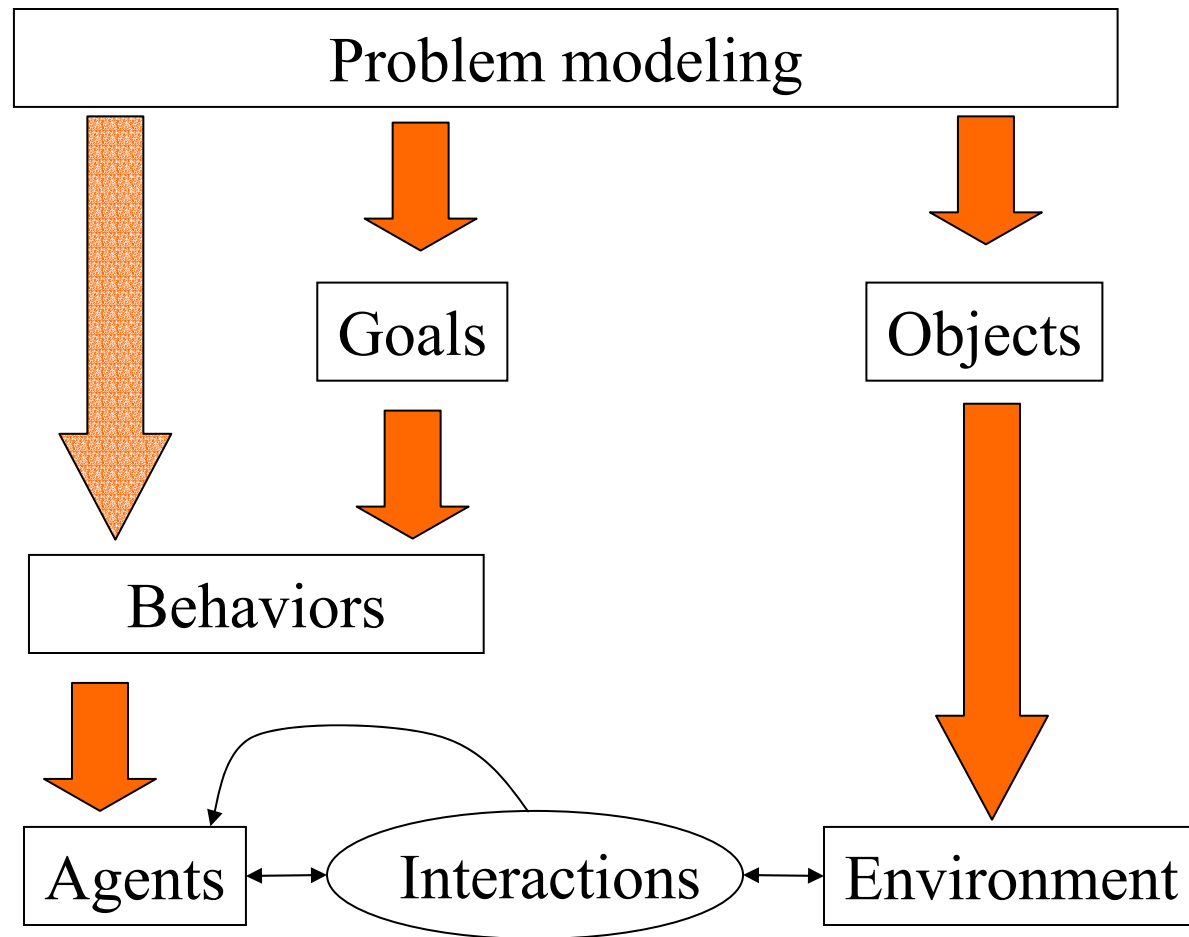 Problem modeling
Goals
Objects
Behaviors
Agents
Interactions
Environment